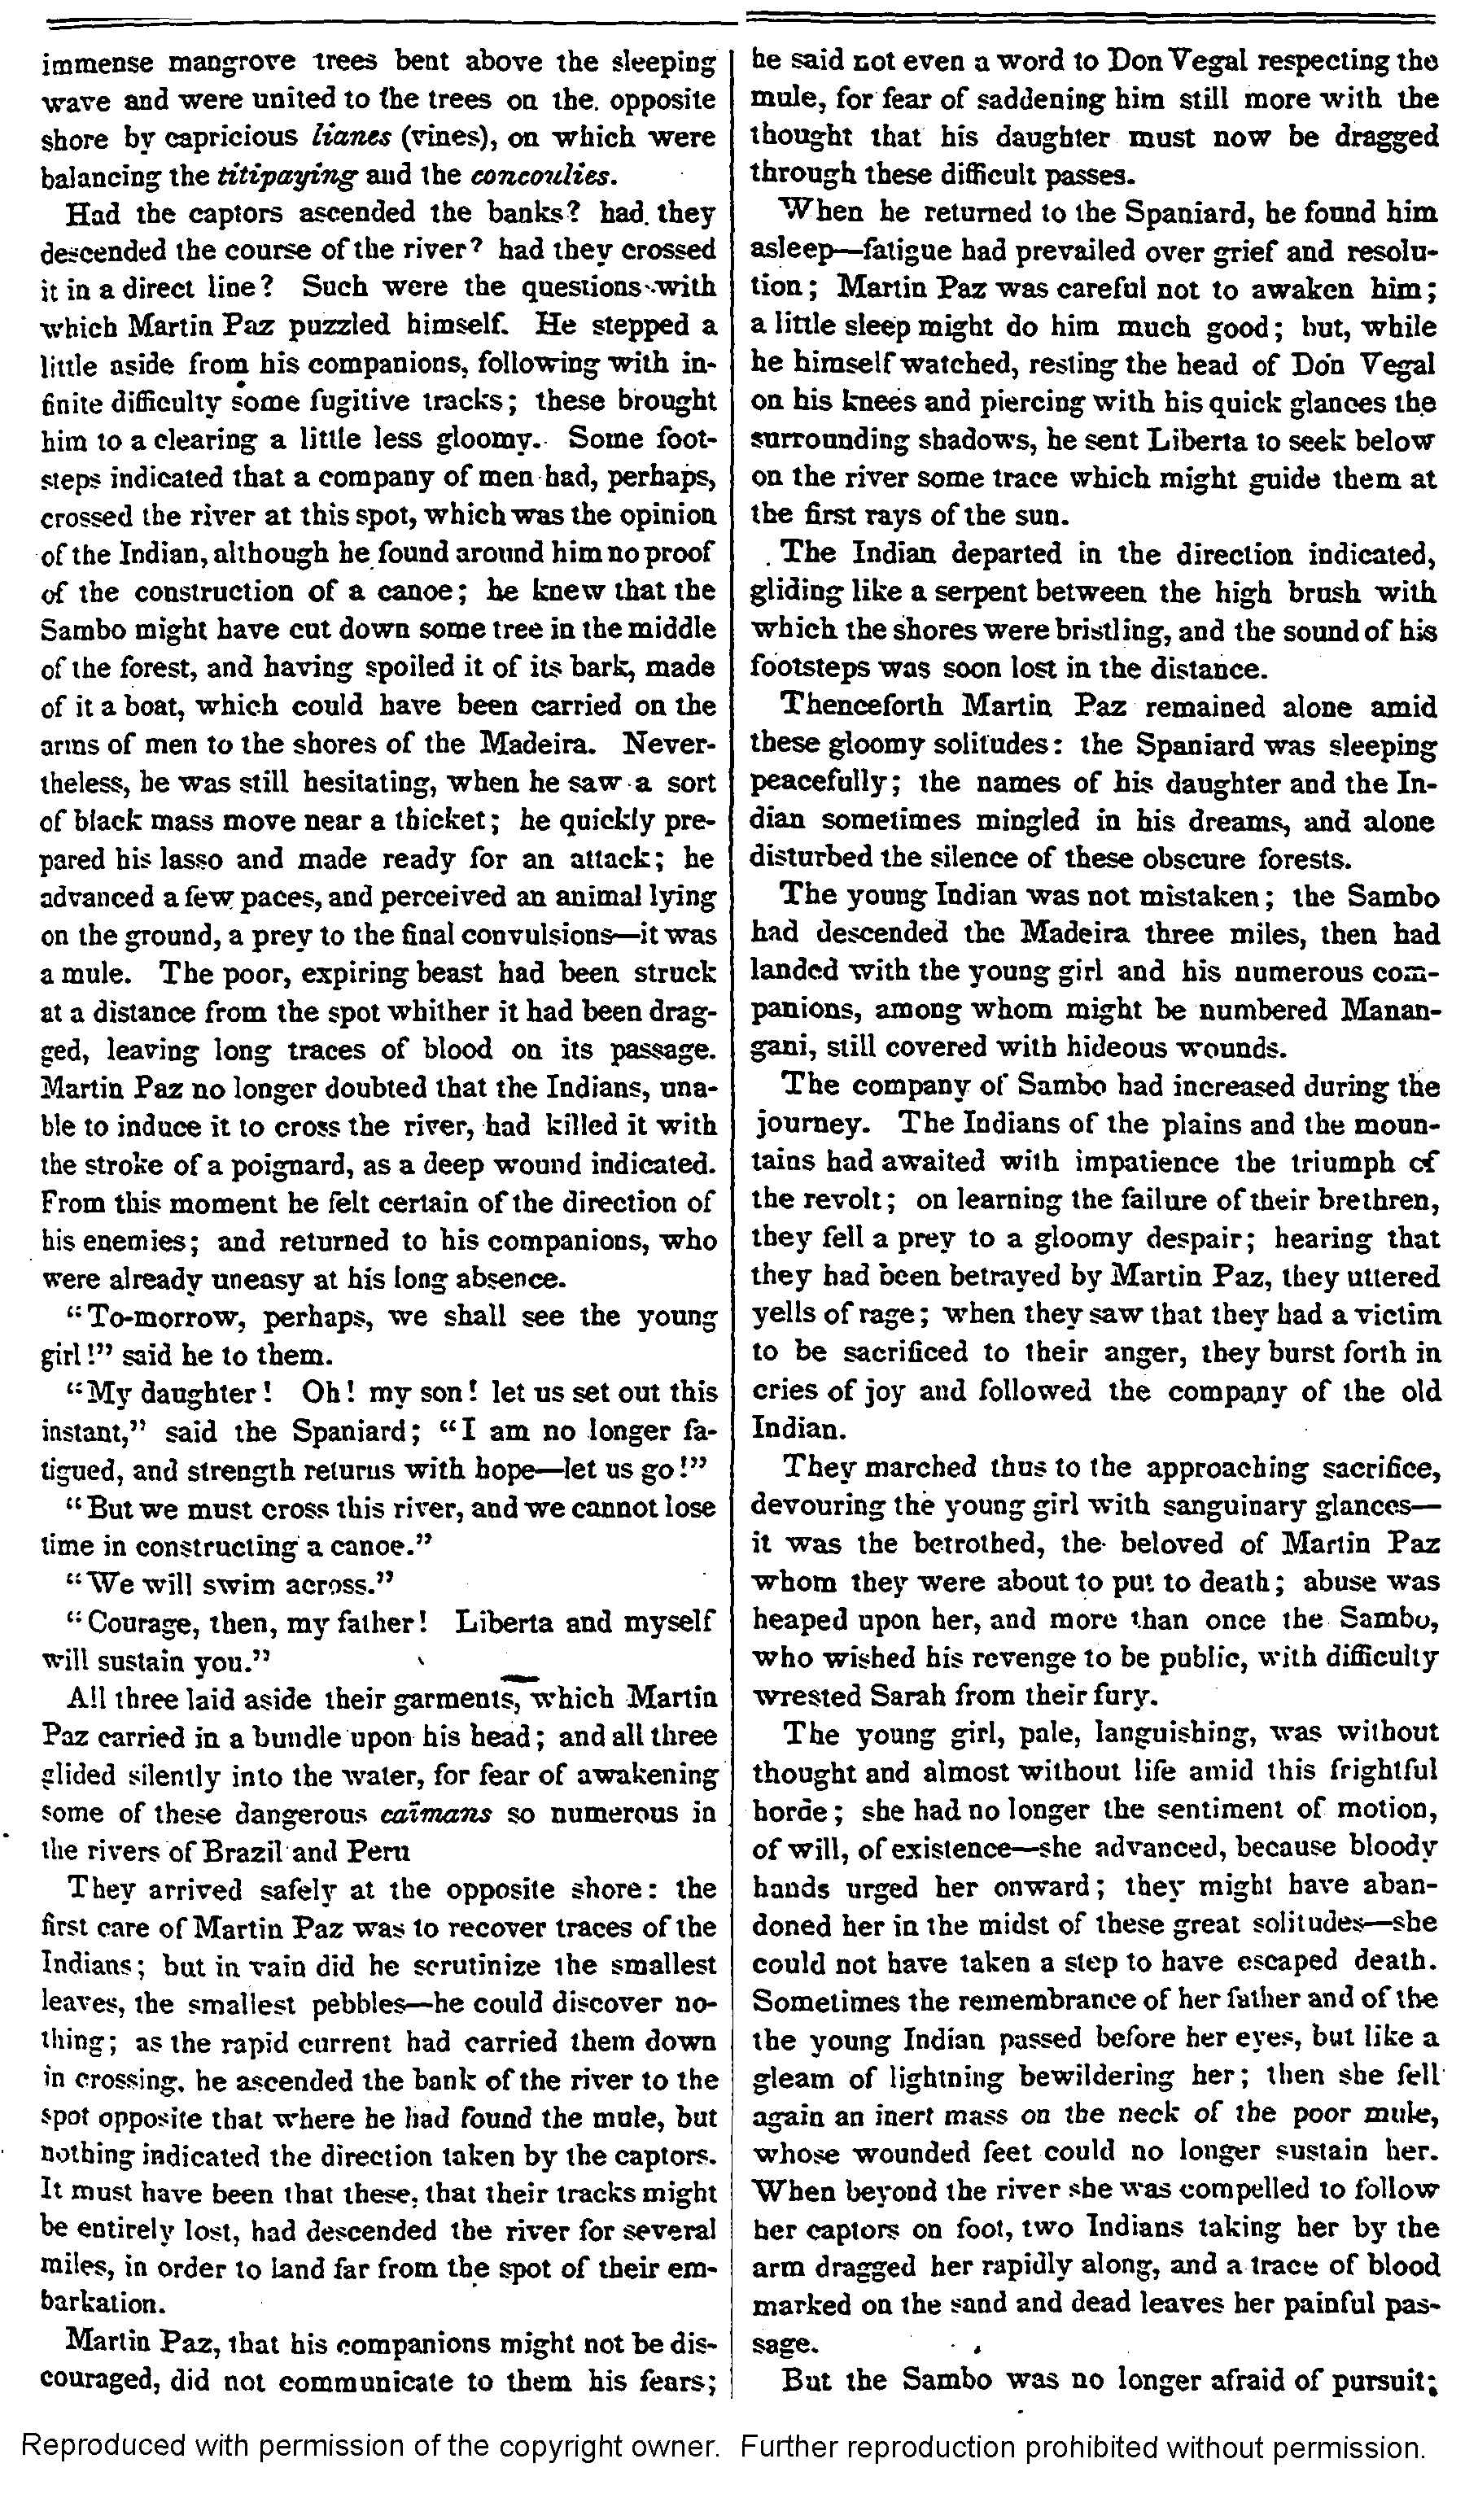 immense mangrove trees bent above the sleeping
wave and were united to the trees on the. opposite
shore by capricious lianes (vines), on which were
balancing the titipaying and the concoulies.
Had the captors ascended the banks? had they
descended the course of the river? had they crossed
it in a direct line? Such were the questions with
which Martin Paz puzzled himself. He stepped a
little aside from his companions, following with in-
finite difficulty some fugitive tracks; these brought
him to a clearing a little less gloomy. Some foot-
steps indicated that a company of men had, perhaps,
crossed the river at this spot, which was the opinion
of the Indian, although he found around him no proof
of the construction of a canoe; he knew that the
Sambo might have cut down some tree in the middle
of the forest, and having spoiled it of its bark, made
of it a boat, which could have been carried on the
arms of men to the shores of the Madeira. Never-
theless, he was still hesitating, when he saw a sort
of black mass move near a thicket; he quickly pre-
pared his lasso and made ready for an attack; he
advanced a few paces, and perceived an animal lying
on the ground, a prey to the final convulsions—it was
a mule. The poor, expiring beast had been struck
at a distance from the spot whither it had been drag-
ged, leaving long traces of blood on its passage.
Martin Paz no longer doubted that the Indians, una-
ble to induce it to cross the river, had killed it with
the stroke of a poignard, as a deep wound indicated.
From this moment he felt certain of the direction of
his enemies; and returned to his companions, who
were already uneasy at his long absence.
"To-morrow, perhaps, we shall see the young
girl!" said he to them.
"My daughter! Oh! my son! let us set out this
instant," said the Spaniard; "I am no longer fa-
tigued, and strength returns with hope—let us go!"
"But we must cross this river, and we cannot lose
time in constructing a canoe."
"We will swim across."
"Courage, then, my father! Liberta and myself
will sustain you."
All three laid aside their garments, which Martin
Paz carried in a bundle upon his head; and all three
glided silently into the water, for fear of awakening
some of these dangerous caïmans so numerous in
the rivers of Brazil and Peru
They arrived safely at the opposite shore: the
first care of Martin Paz was to recover traces of the
Indians; but in vain did he scrutinize the smallest
leaves, the smallest pebbles—he could discover no-
thing; as the rapid current had carried them down
in crossing, he ascended the bank of the river to the
spot opposite that where he had found the mule, but
nothing indicated the direction taken by the captors.
It must have been that these, that their tracks might
be entirely lost, had descended the river for several
miles, in order to land far from the spot of their em-
barkation.
Martin Paz, that his companions might not be dis-
couraged, did not communicate to them his fears;
he said not even a word to Don Vegal respecting the
mule, for fear of saddening him still more with the
thought that his daughter must now be dragged
through these difficult passes.
When he returned to the Spaniard, he found him
asleep—fatigue had prevailed over grief and resolu-
tion; Martin Paz was careful not to awaken him;
a little sleep might do him much good; but, while
he himself watched, resting the head of Don Vegal
on his knees and piercing with his quick glances the
surrounding shadows, he sent Liberta to seek below
on the river some trace which might guide them at
the first rays of the sun.
The Indian departed in the direction indicated,
gliding like a serpent between the high brush with
which the shores were bristling, and the sound of his
footsteps was soon lost in the distance.
Thenceforth Martin Paz remained alone amid
these gloomy solitudes: the Spaniard was sleeping
peacefully; the names of his daughter and the In-
dian sometimes mingled in his dreams, and alone
disturbed the silence of these obscure forests.
The young Indian was not mistaken; the Sambo
had descended the Madeira three miles, then had
landed with the young girl and his numerous com-
panions, among whom might be numbered Manan-
gani, still covered with hideous wounds.
The company of Sambo had increased during the
journey. The Indians of the plains and the moun-
tains had awaited with impatience the triumph of
the revolt; on learning the failure of their brethren,
they fell a prey to a gloomy despair; hearing that
they had been betrayed by Martin Paz, they uttered
yells of rage; when they saw that they had a victim
to be sacrificed to their anger, they burst forth in
cries of joy and followed the company of the old
Indian.
They marched thus to the approaching sacrifice,
devouring the young girl with sanguinary glances—
it was the betrothed, the beloved of Martin Paz
whom they were about to put to death; abuse was
heaped upon her, and more than once the Sambo,
who wished his revenge to be public, with difficulty
wrested Sarah from their fury.
The young girl, pale, languishing, was without
thought and almost without life amid this frightful
horde; she had no longer the sentiment of motion,
of will, of existence—she advanced, because bloody
hands urged her onward; they might have aban-
doned her in the midst of these great solitudes—she
could not have taken a step to have escaped death.
Sometimes the remembrance of her father and of the
the young Indian passed before her eyes, but like a
gleam of lightning bewildering her; then she fell
again an inert mass on the neck of the poor mule,
whose wounded feet could no longer sustain her.
When beyond the river she was compelled to follow
her captors on foot, two Indians taking her by the
arm dragged her rapidly along, and a trace of blood
marked on the sand and dead leaves her painful pas-
sage.
But the Sambo was no longer afraid of pursuit;
Reproduced with permission of the copyright owner. Further reproduction prohibited without permission.